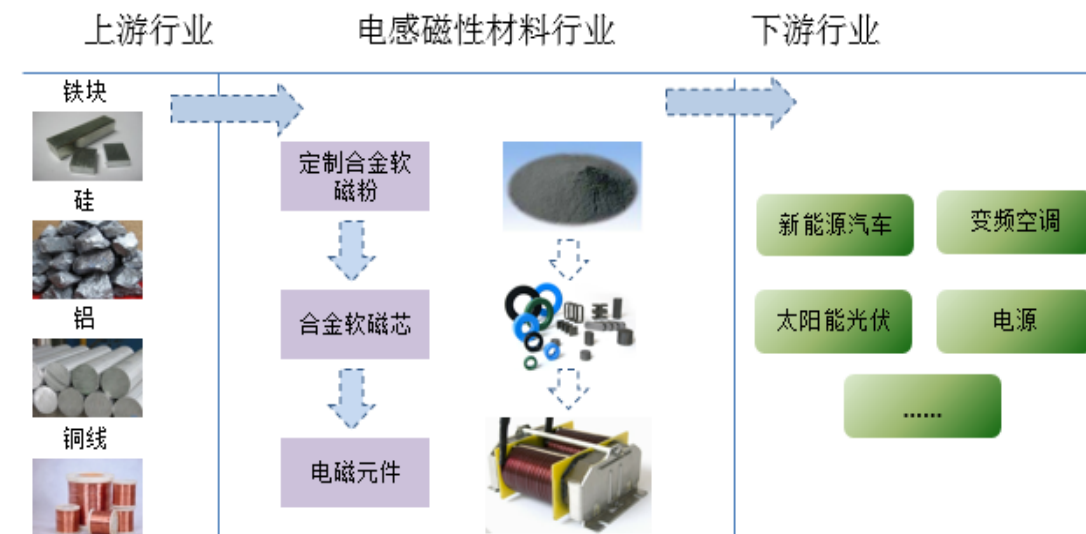 上游行业
电感磁性材料行业
下游行业
铁块
硅
铝
铜线
定制合金软
磁粉
合金软磁芯
电磁元件
新能源汽车
变频空调
太阳能光伏
电源
......